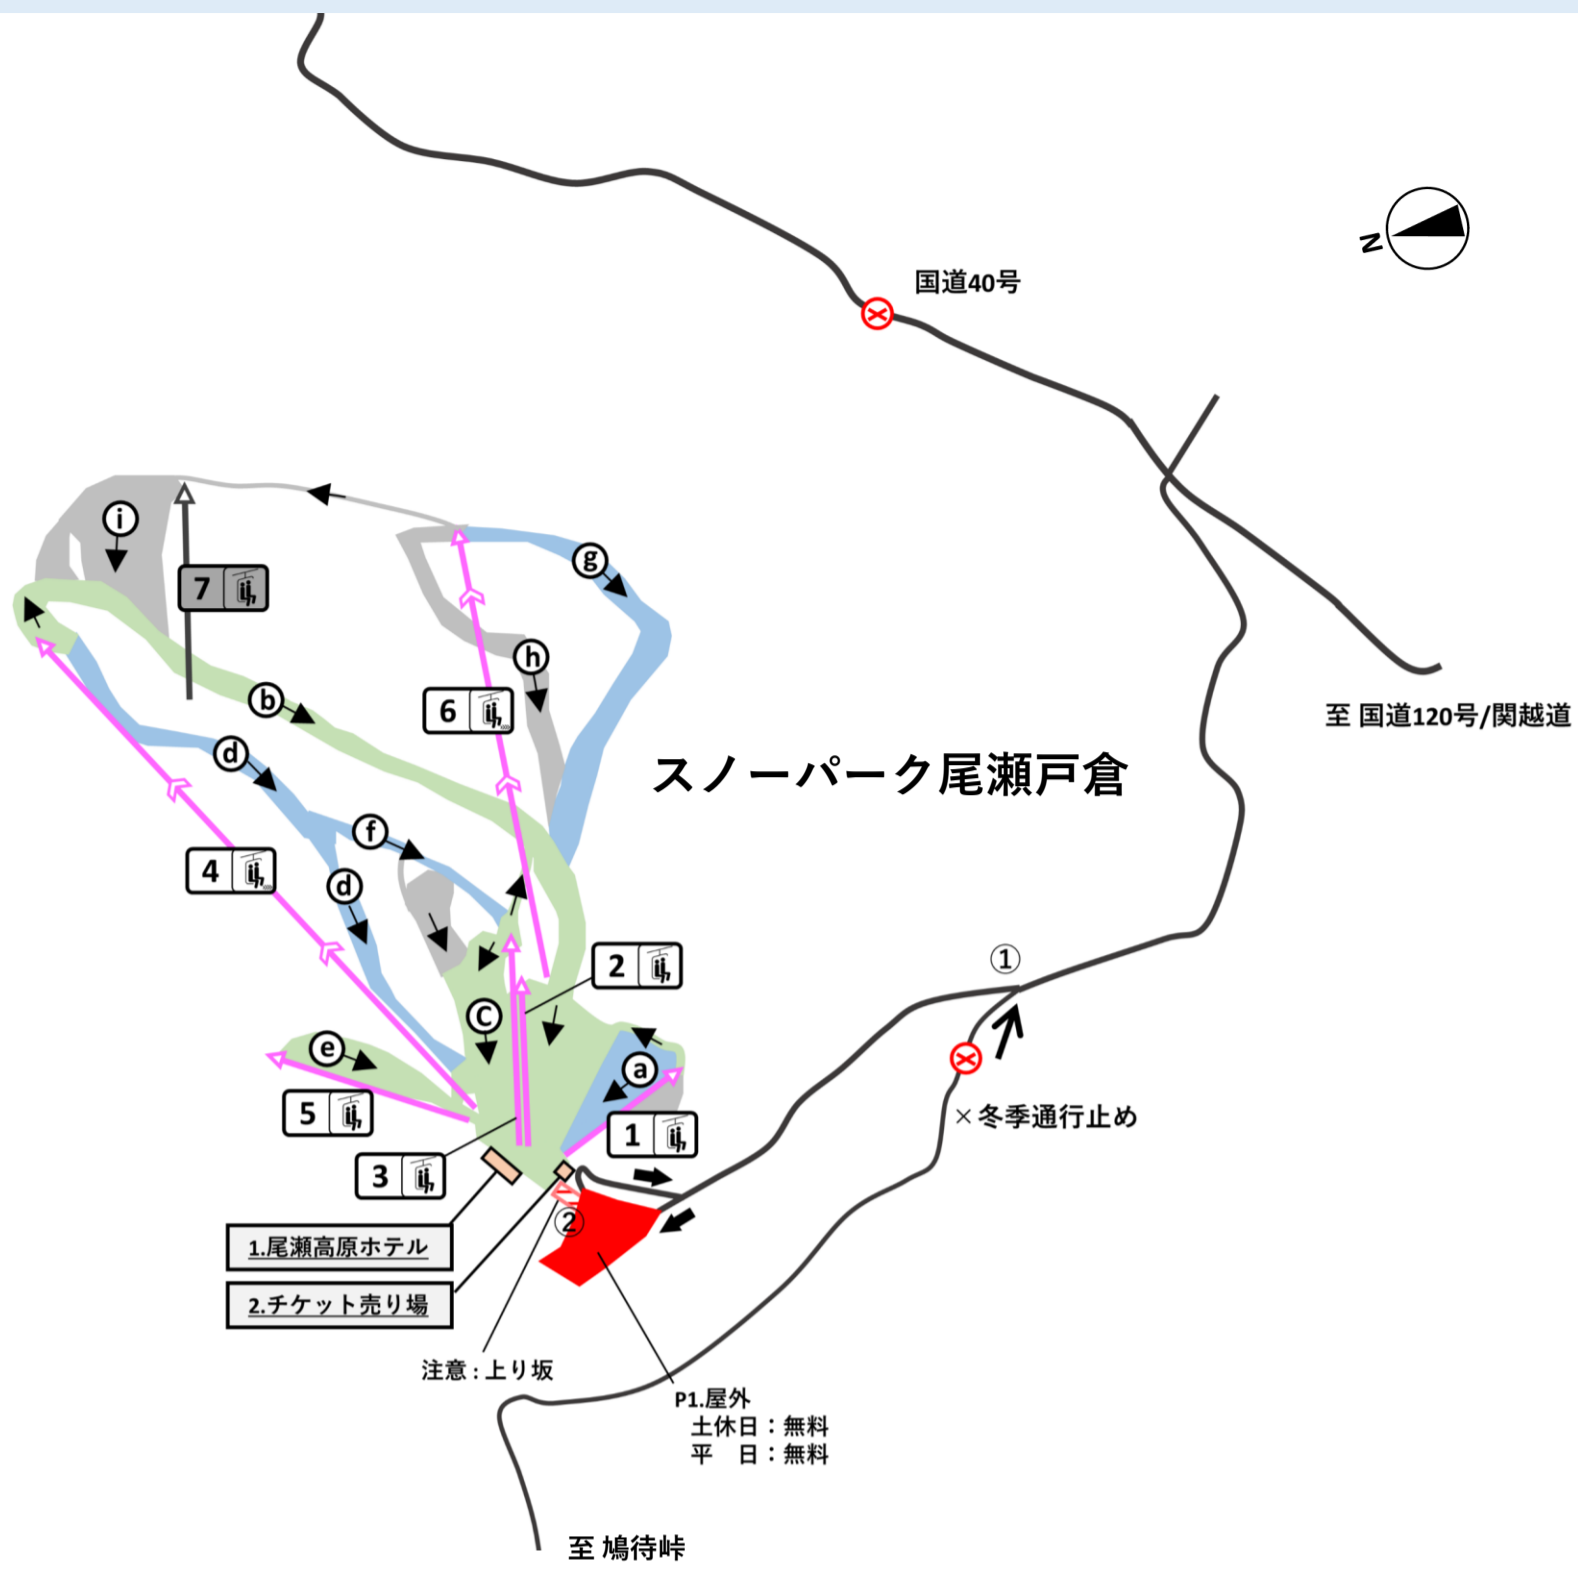 N
国道40号
i
g
7
h
b
6
至 国道120号/関越道
d
スノーパーク尾瀬戸倉
f
4
d
2
①
C
e
a
5
1
×冬季通行止め
3
②
1.尾瀬高原ホテル
2.チケット売り場
注意：上り坂
P1.屋外
土休日：無料
平　日：無料
至 鳩待峠